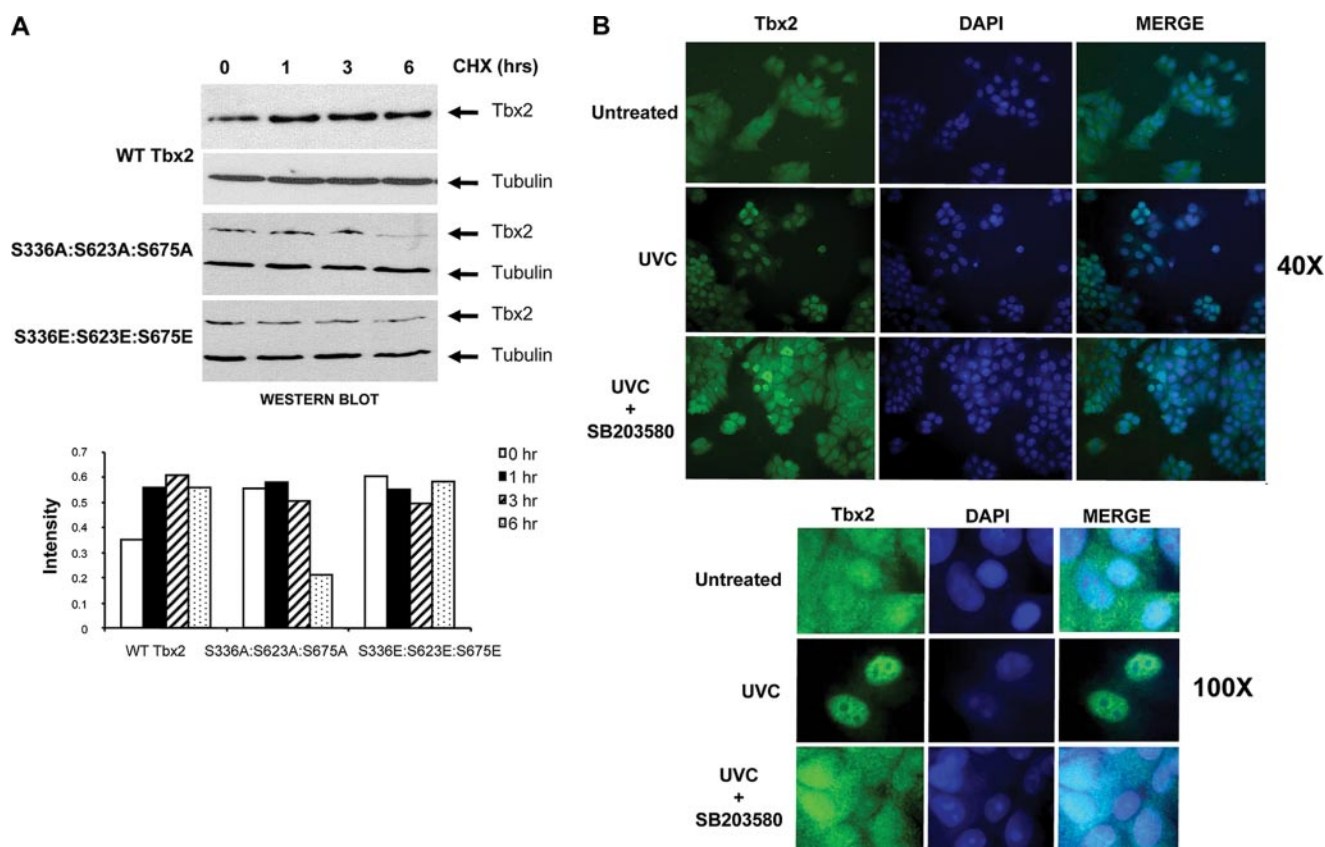 A
0 1 3 6 CHX (hrs)
WT Tbx2
Tbx2
Tubulin
S336A:S623A:S675A
Tbx2
Tubulin
S336E:S623E:S675E
Tbx2
Tubulin
WESTERN BLOT
Intensity
0.7
0.6
0.5
0.4
0.3
0.2
0.1
0
WT Tbx2 S336A:S623A:S675A S336E:S623E:S675E
0 hr
1 hr
3 hr
6 hr
B
Tbx2 DAPI MERGE
Untreated
UVC
UVC
+
SB203580
40X
Tbx2 DAPI MERGE
Untreated
UVC
UVC
+
SB203580
100X